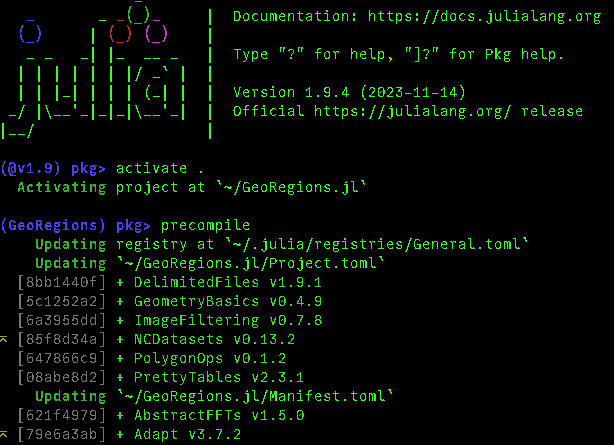 Documentation: https://docs.julialang.org
Type "?" for help, "]?" for Pkg help.
Version 1.9.4 (2023-11-14)
Official https://julialang.org/ release
(@v1.9) pkg> activate .
Activating project at `~/GeoRegions.jl`
(GeoRegions) pkg> precompile
Updating registry at `~/.julia/registries/General.toml`
Updating `~/GeoRegions.jl/Project.toml`
[8bb1440f] + DelimitedFiles v1.9.1
[5c1252a2] + GeometryBasics v0.4.9
[6a3955dd] + ImageFiltering v0.7.8
⌅ [85f8d34a] + NCDatasets v0.13.2
[647866c9] + PolygonOps v0.1.2
[08abe8d2] + PrettyTables v2.3.1
Updating `~/GeoRegions.jl/Manifest.toml`
[621f4979] + AbstractFFTs v1.5.0
⌅ [79e6a3ab] + Adapt v3.7.2